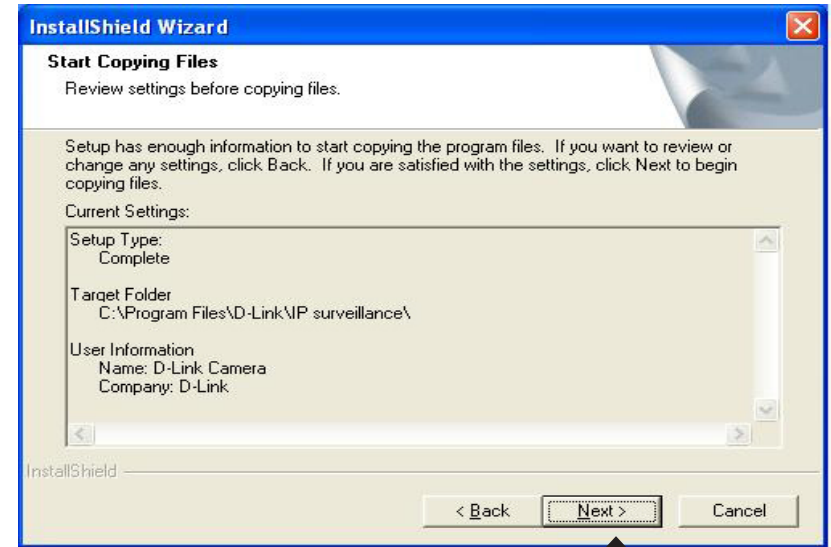 InstallShield Wizard
Start Copying Files
Review settings before copying files.
Setup has enough information to start copying the program files.  If you want to review or
change any settings, click Back.  If you are satisfied with the settings, click Next to begin
copying files.
Current Settings:
Setup Type:
Complete
Target Folder
C:\Program Files\D-Link\IP surveillance\
User Information
Name: D-Link Camera
Company: D-Link
InstallShield
< Back
Next >
Cancel